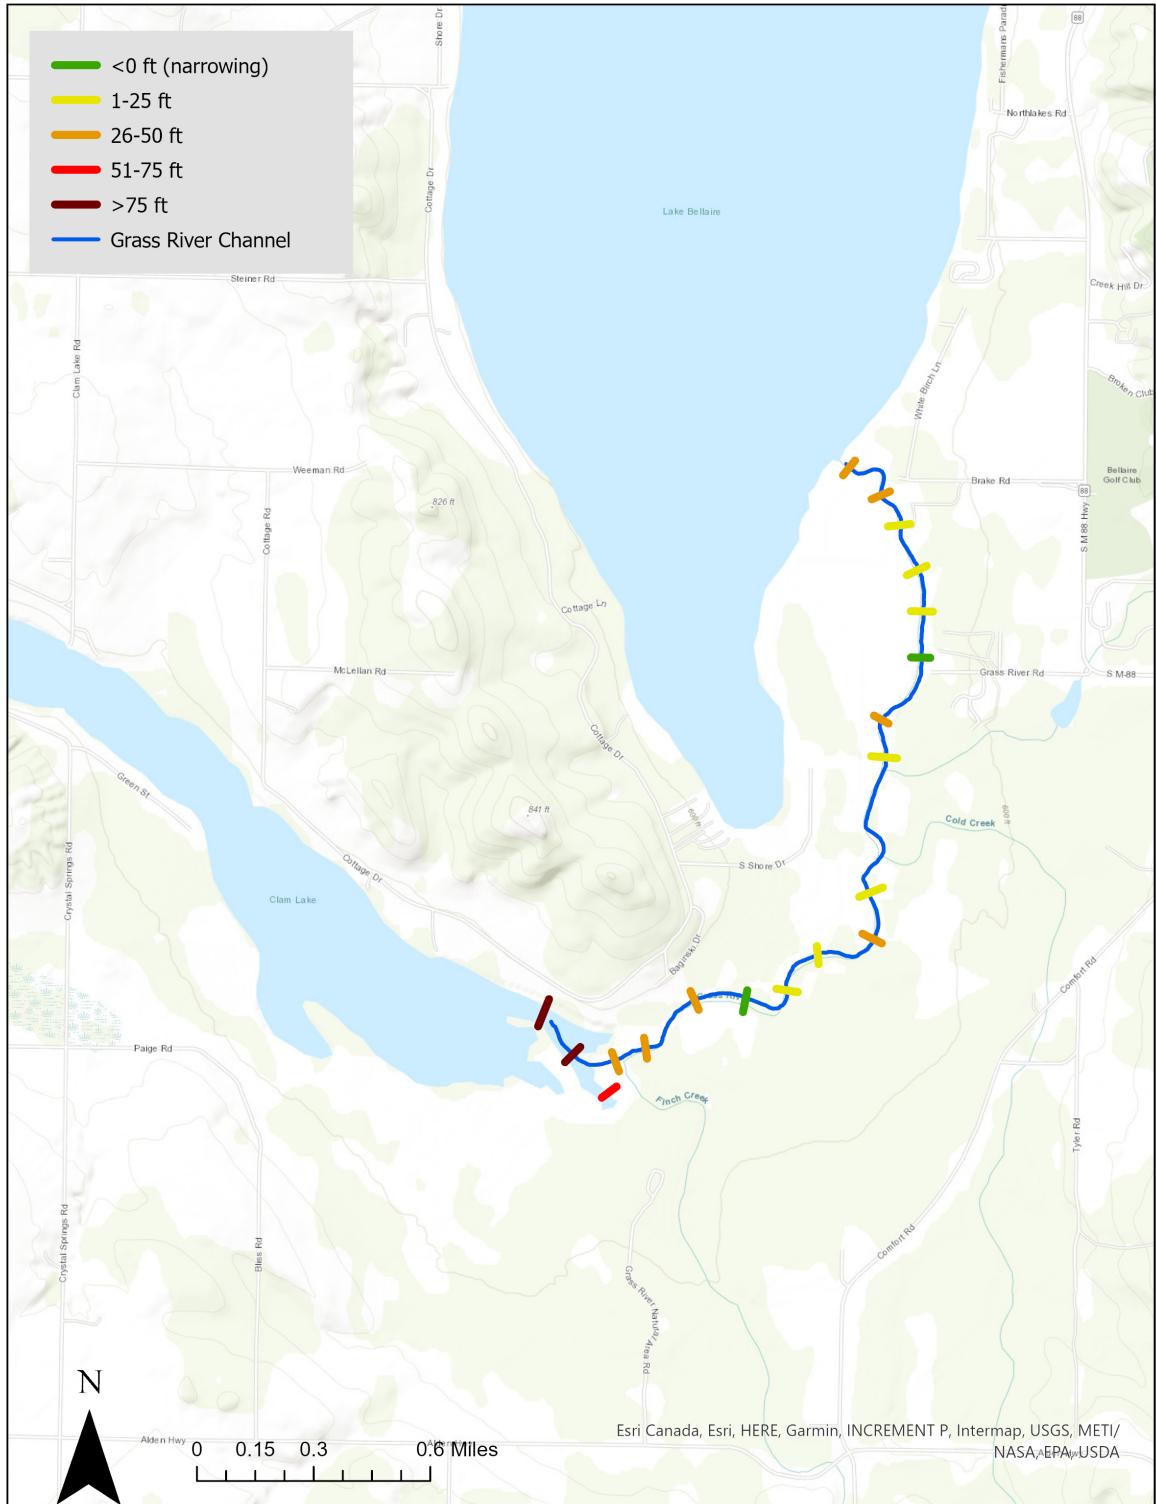 <0 ft (narrowing)
1-25 ft
26-50 ft
51-75 ft
>75 ft
Grass River Channel
Shore Dr
88
Northlakes Rd
Cottage Dr
Lake Bellaire
Steiner Rd
Creek Hill Dr
Clam Lake Rd
White Birch Ln
Broken Club
Weeman Rd
Brake Rd
Bellaire
Golf Club
88
826 ft
Cottage Rd
S M 88 Hwy
Cottage Ln
McLellan Rd
Grass River Rd
S M-88
Cottage Dr
Green St
841 ft
600 ft
600 ft
Cold Creek
S Shore Dr
Cottage Dr
Crystal Springs Rd
Clam Lake
Baginski Dr
Comfort Rd
Paige Rd
Finch Creek
Tyler Rd
Crystal Springs Rd
Bliss Rd
Comfort Rd
Grass River Natural Area Rd
N
Alden Hwy
0 0.15 0.3 0.6 Miles
Esri Canada, Esri, HERE, Garmin, INCREMENT P, Intermap, USGS, METI/
NASA, EPA, USDA